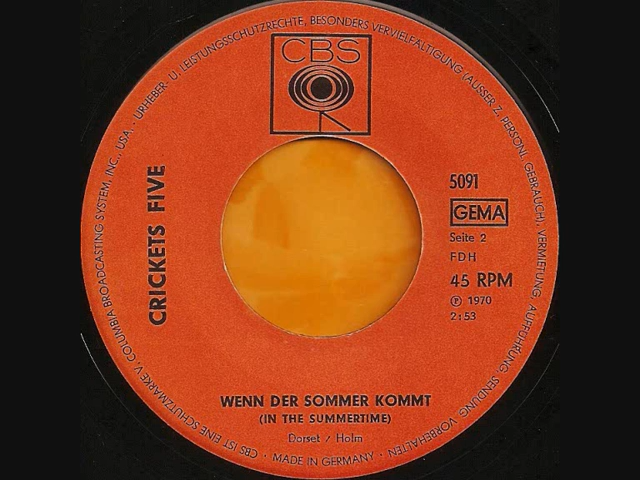 CBS IST EINE SCHUTZMARKE V. COLUMBIA BROADCASTING SYSTEM, INC., USA · URHEBER- U. LEISTUNGSSCHUTZRECHTE, BESONDERS VERVIELFÄLTIGUNG (AUSSER Z. PERSÖNL. GEBRAUCH), VERMIETUNG, AUFFÜHRUNG, SENDUNG VORBEHALTEN · MADE IN GERMANY ·
CBS
CRICKETS FIVE
5091
GEMA
Seite 2
FDH
45 RPM
℗ 1970
2:53
WENN DER SOMMER KOMMT
(IN THE SUMMERTIME)
Dorset / Holm